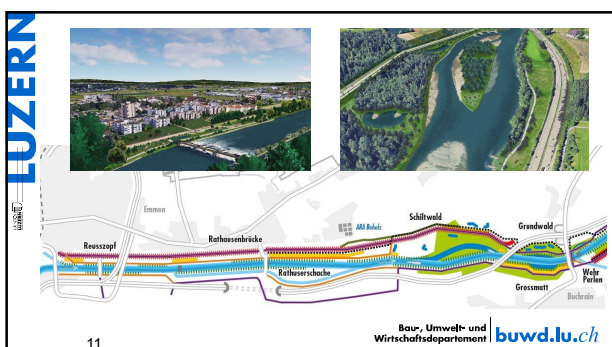 LUZERN
Emmen
Reusszopf
Rathausenbrücke
ARA Buholz
Schiltwald
Grundwald
Rathuserschache
Grossmatt
Wehr
Perlen
Buchrain
11
Bau-, Umwelt- und
Wirtschaftsdepartement
buwd.lu.ch